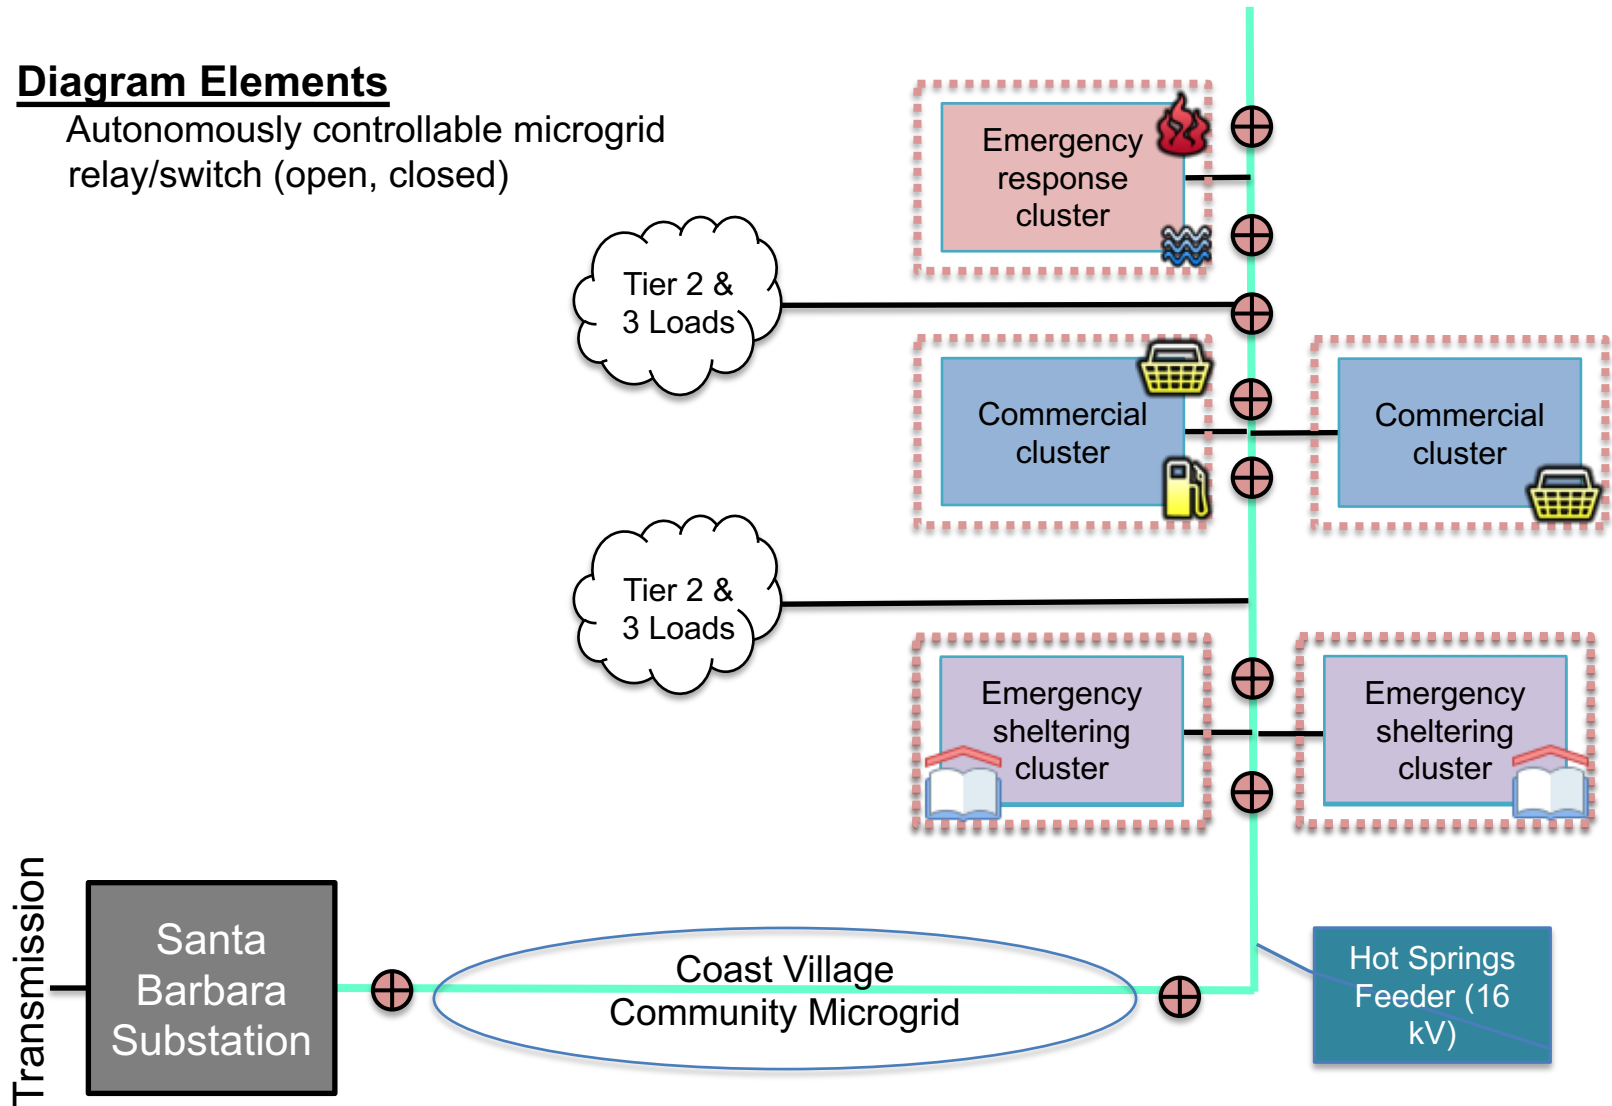 Diagram Elements
Autonomously controllable microgrid
relay/switch (open, closed)
Emergency
response
cluster
Tier 2 &
3 Loads
Commercial
cluster
Commercial
cluster
Tier 2 &
3 Loads
Emergency
sheltering
cluster
Emergency
sheltering
cluster
Transmission
Santa
Barbara
Substation
Coast Village
Community Microgrid
Hot Springs
Feeder (16
kV)